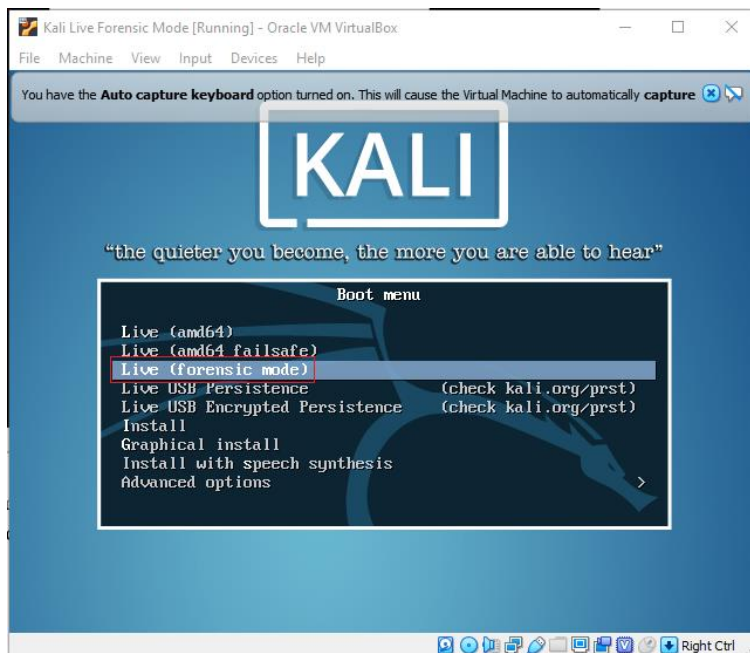 Kali Live Forensic Mode [Running] - Oracle VM VirtualBox
File Machine View Input Devices Help
You have the Auto capture keyboard option turned on. This will cause the Virtual Machine to automatically capture
KALI
“the quieter you become, the more you are able to hear”
Boot menu
Live (amd64)
Live (amd64 failsafe)
Live (forensic mode)
Live USB Persistence (check kali.org/prst)
Live USB Encrypted Persistence (check kali.org/prst)
Install
Graphical install
Install with speech synthesis
Advanced options >
Right Ctrl